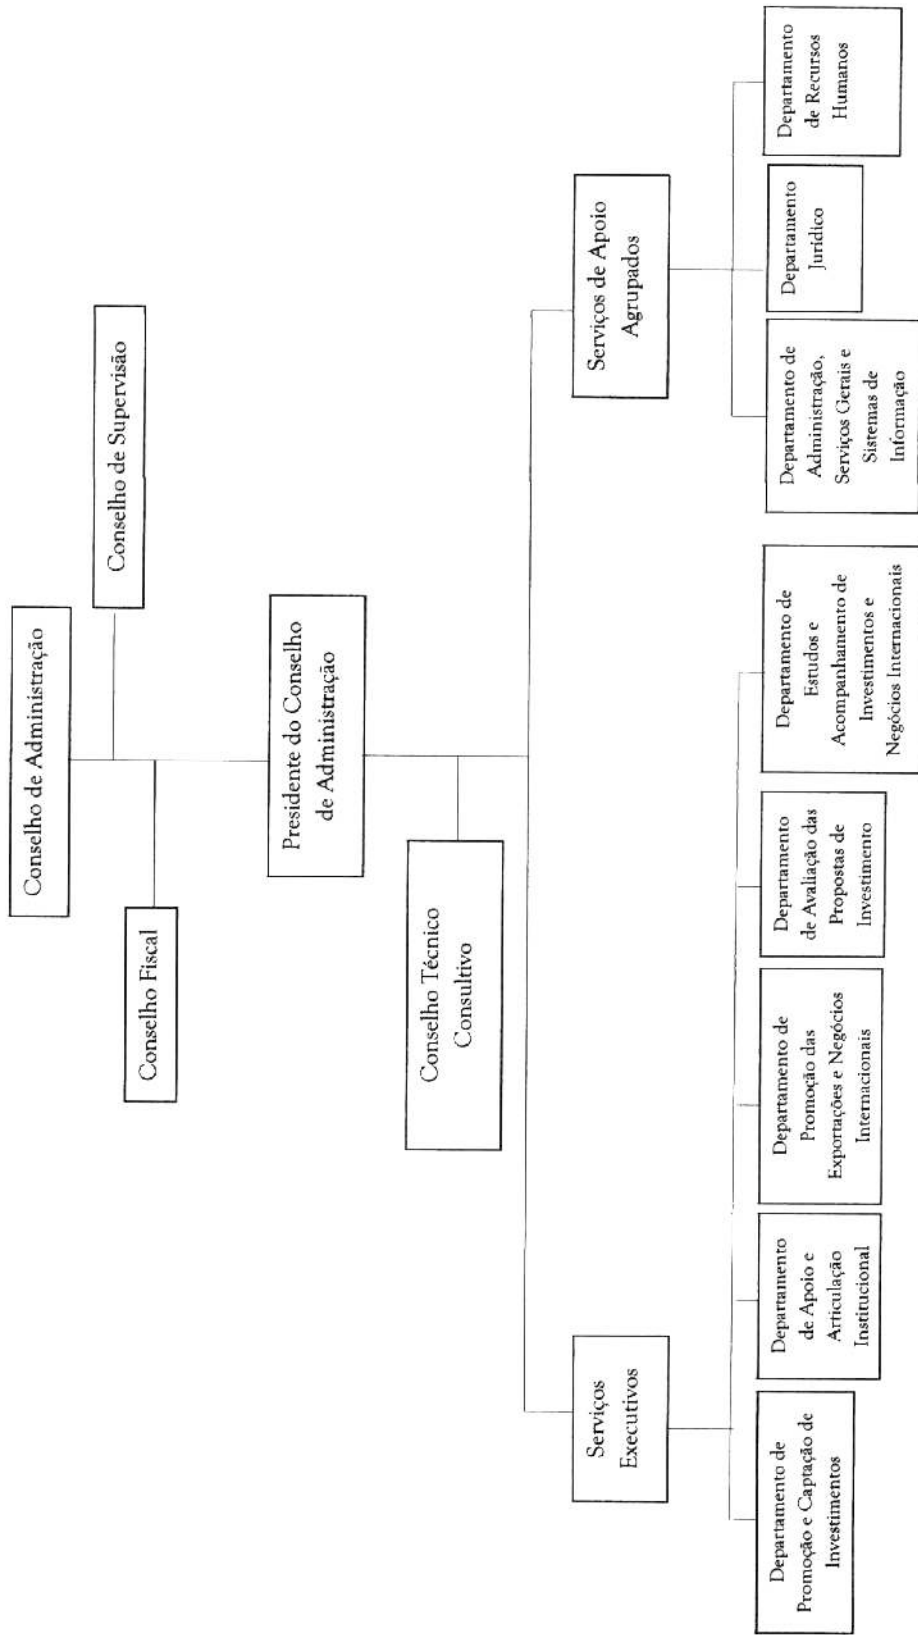 Conselho de Administração
Conselho de Supervisão
Conselho Fiscal
Presidente do Conselho
de Administração
Conselho Técnico
Consultivo
Serviços
Executivos
Serviços de Apoio
Agrupados
Departamento de
Promoção e Captação de
Investimentos
Departamento
de Apoio e
Articulação
Institucional
Departamento de
Promoção das
Exportações e Negócios
Internacionais
Departamento
de Avaliação das
Propostas de
Investimento
Departamento de
Estudos e
Acompanhamento de
Investimentos e
Negócios Internacionais
Departamento de
Administração,
Serviços Gerais e
Sistemas de
Informação
Departamento
Jurídico
Departamento
de Recursos
Humanos